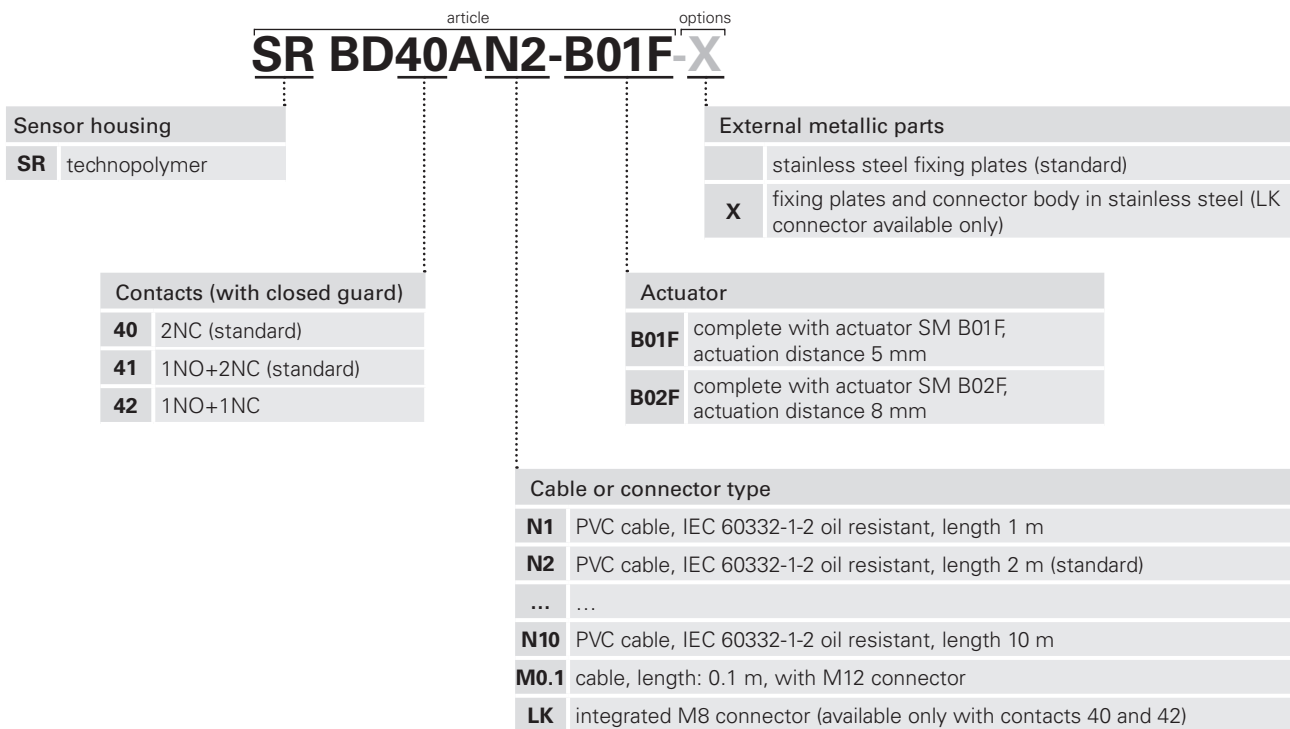 article options
SR BD40AN2-B01F-X
Sensor housing
SR technopolymer
External metallic parts
stainless steel fixing plates (standard)
X fixing plates and connector body in stainless steel (LK
connector available only)
Contacts (with closed guard)
40 2NC (standard)
41 1NO+2NC (standard)
42 1NO+1NC
Actuator
B01F complete with actuator SM B01F,
actuation distance 5 mm
B02F complete with actuator SM B02F,
actuation distance 8 mm
Cable or connector type
N1 PVC cable, IEC 60332-1-2 oil resistant, length 1 m
N2 PVC cable, IEC 60332-1-2 oil resistant, length 2 m (standard)
… …
N10 PVC cable, IEC 60332-1-2 oil resistant, length 10 m
M0.1 cable, length: 0.1 m, with M12 connector
LK integrated M8 connector (available only with contacts 40 and 42)